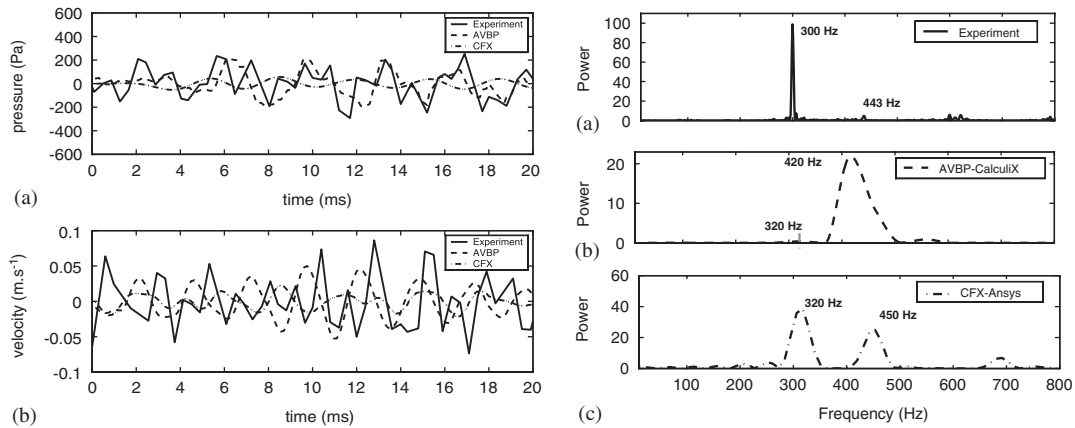 Experiment
AVBP
CFX
600
400
200
0
-200
-400
-600
pressure (Pa)
0 2 4 6 8 10 12 14 16 18 20
time (ms)
(a)
Experiment
AVBP
CFX
0.1
0.05
0
-0.05
-0.1
velocity (m.s-1)
0 2 4 6 8 10 12 14 16 18 20
time (ms)
(b)
300 Hz
Experiment
443 Hz
100
80
60
40
20
0
Power
(a)
420 Hz
AVBP-CalculiX
320 Hz
20
10
0
Power
(b)
CFX-Ansys
320 Hz
450 Hz
60
40
20
0
Power
100 200 300 400 500 600 700 800
Frequency (Hz)
(c)